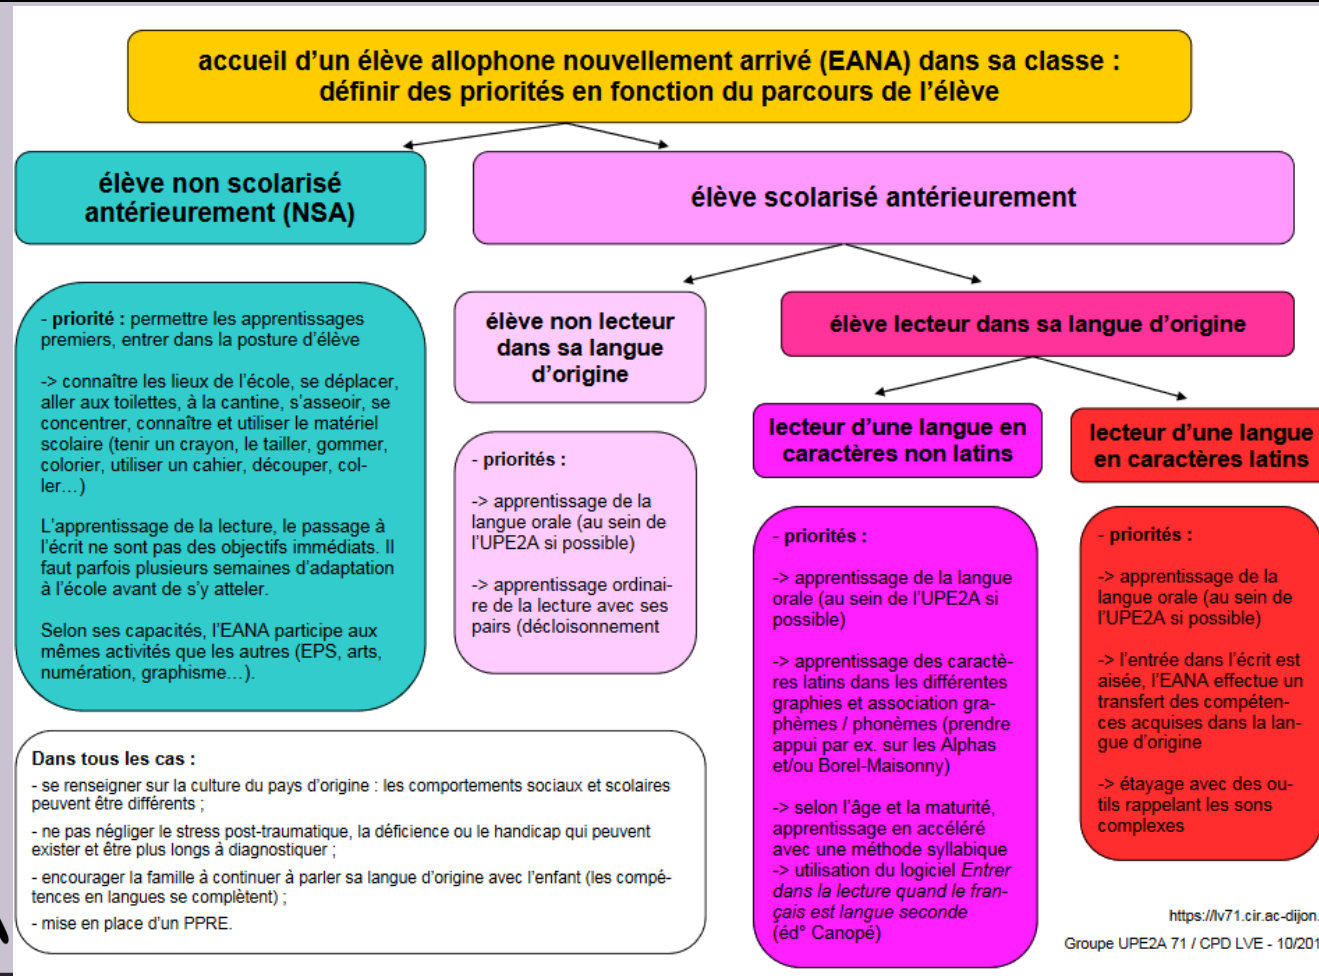 accueil d'un élève allophone nouvellement arrivé (EANA) dans sa classe :
définir des priorités en fonction du parcours de l'élève
élève non scolarisé
antérieurement (NSA)
élève scolarisé antérieurement
- priorité : permettre les apprentissages
premiers, entrer dans la posture d'élève
-> connaître les lieux de l'école, se déplacer,
aller aux toilettes, à la cantine, s'asseoir, se
concentrer, connaître et utiliser le matériel
scolaire (tenir un crayon, le tailler, gommer,
colorier, utiliser un cahier, découper, col-
ler…)
L'apprentissage de la lecture, le passage à
l'écrit ne sont pas des objectifs immédiats. Il
faut parfois plusieurs semaines d'adaptation
à l'école avant de s'y atteler.
Selon ses capacités, l'EANA participe aux
mêmes activités que les autres (EPS, arts,
numération, graphisme…).
élève non lecteur
dans sa langue
d'origine
- priorités :
-> apprentissage de la
langue orale (au sein de
l'UPE2A si possible)
-> apprentissage ordinai-
re de la lecture avec ses
pairs (décloisonnement
élève lecteur dans sa langue d'origine
lecteur d'une langue en
caractères non latins
- priorités :
-> apprentissage de la langue
orale (au sein de l'UPE2A si
possible)
-> apprentissage des caractè-
res latins dans les différentes
graphies et association gra-
phèmes / phonèmes (prendre
appui par ex. sur les Alphas
et/ou Borel-Maisonny)
-> selon l'âge et la maturité,
apprentissage en accéléré
avec une méthode syllabique
-> utilisation du logiciel Entrer
dans la lecture quand le fran-
çais est langue seconde
(éd° Canopé)
lecteur d'une langue
en caractères latins
- priorités :
-> apprentissage de la
langue orale (au sein de
l'UPE2A si possible)
-> l'entrée dans l'écrit est
aisée, l'EANA effectue un
transfert des compéten-
ces acquises dans la lan-
gue d'origine
-> étayage avec des ou-
tils rappelant les sons
complexes
Dans tous les cas :
- se renseigner sur la culture du pays d'origine : les comportements sociaux et scolaires
peuvent être différents ;
- ne pas négliger le stress post-traumatique, la déficience ou le handicap qui peuvent
exister et être plus longs à diagnostiquer ;
- encourager la famille à continuer à parler sa langue d'origine avec l'enfant (les compé-
tences en langues se complètent) ;
- mise en place d'un PPRE.
https://lv71.cir.ac-dijon.
Groupe UPE2A 71 / CPD LVE - 10/201